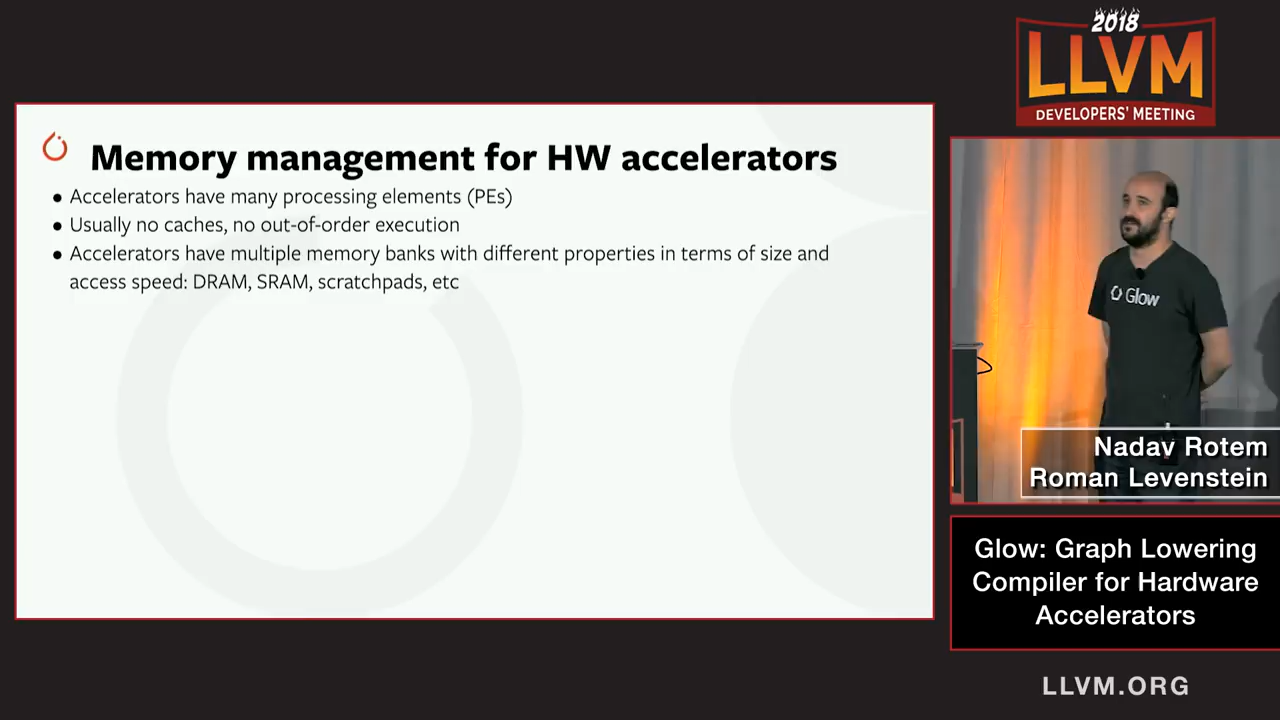 2018
LLVM
DEVELOPERS' MEETING
Memory management for HW accelerators
● Accelerators have many processing elements (PEs)
● Usually no caches, no out-of-order execution
● Accelerators have multiple memory banks with different properties in terms of size and
access speed: DRAM, SRAM, scratchpads, etc
Glow
Nadav Rotem
Roman Levenstein
Glow: Graph Lowering
Compiler for Hardware
Accelerators
LLVM.ORG